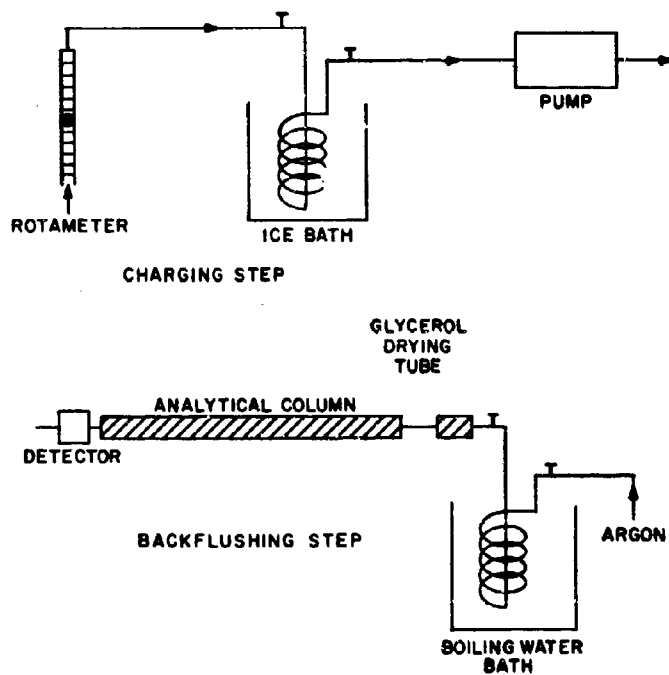 PUMP
ROTAMETER
ICE BATH
CHARGING STEP
GLYCEROL
DRYING
TUBE
ANALYTICAL COLUMN
DETECTOR
BACKFLUSHING STEP
ARGON
BOILING WATER
BATH